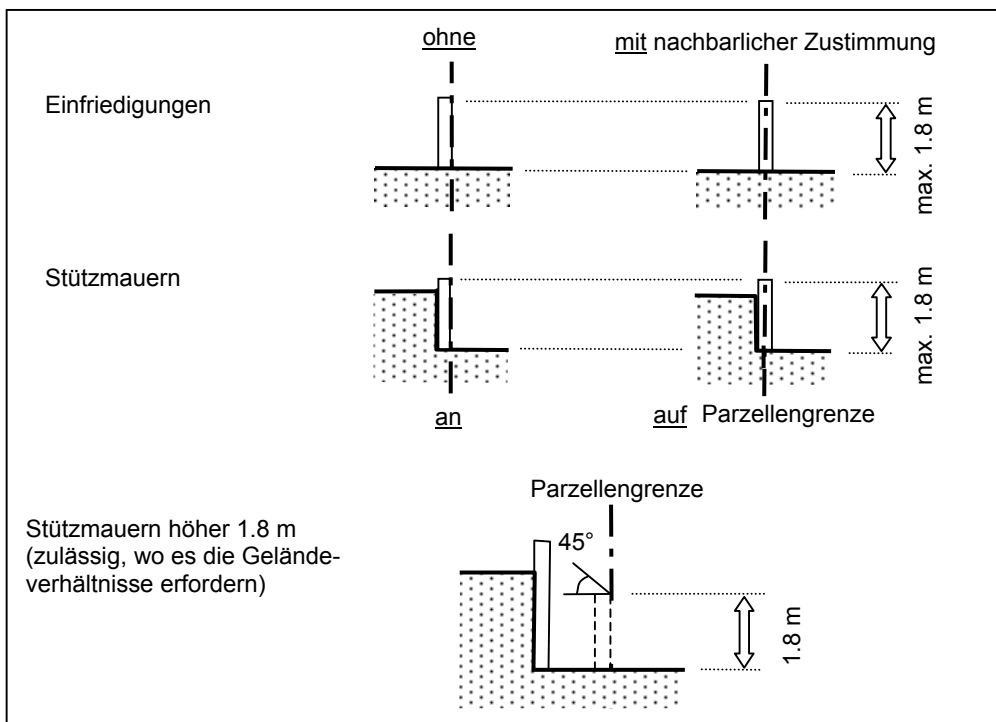 ohne
mit nachbarlicher Zustimmung
Einfriedigungen
max. 1.8 m
Stützmauern
max. 1.8 m
an
auf Parzellengrenze
Parzellengrenze
Stützmauern höher 1.8 m
(zulässig, wo es die Gelände-
verhältnisse erfordern)
45°
1.8 m